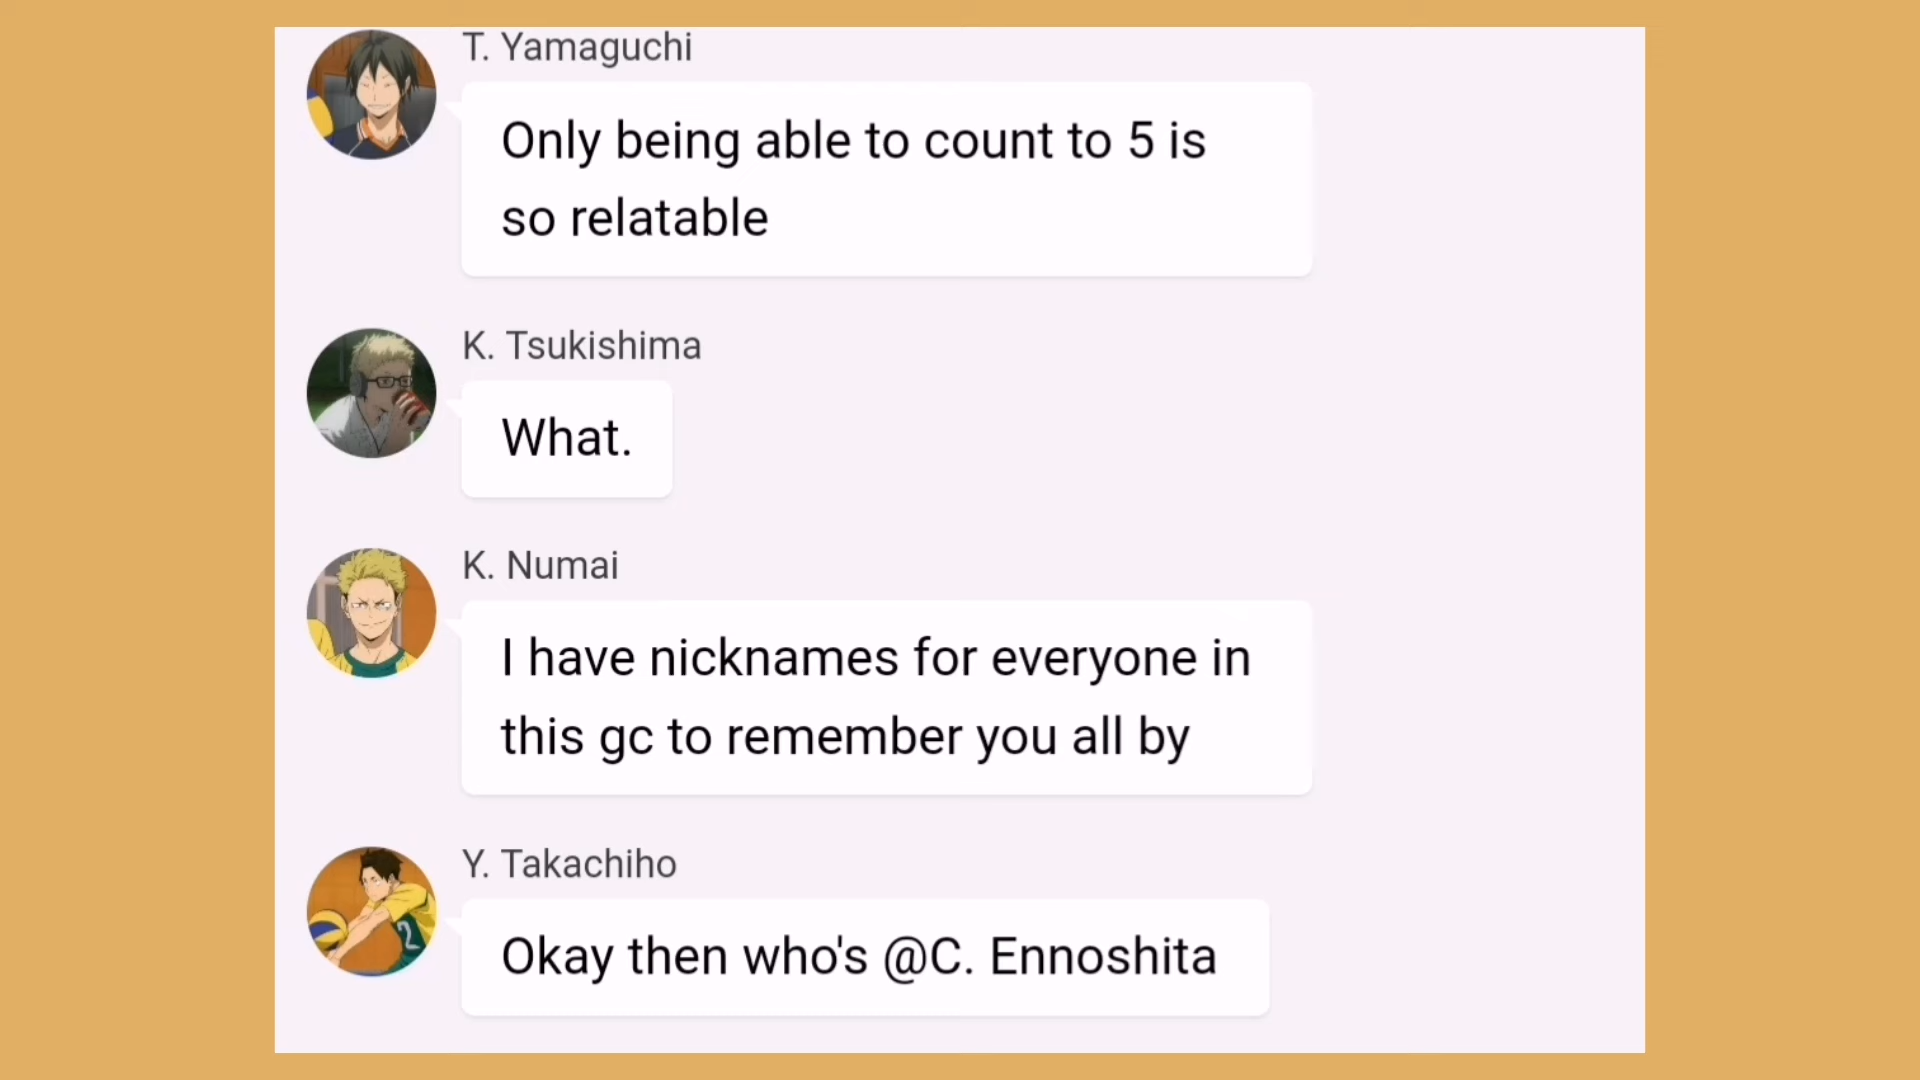 T. Yamaguchi
Only being able to count to 5 is
so relatable
K. Tsukishima
What.
K. Numai
I have nicknames for everyone in
this gc to remember you all by
Y. Takachiho
2
Okay then who's @C. Ennoshita